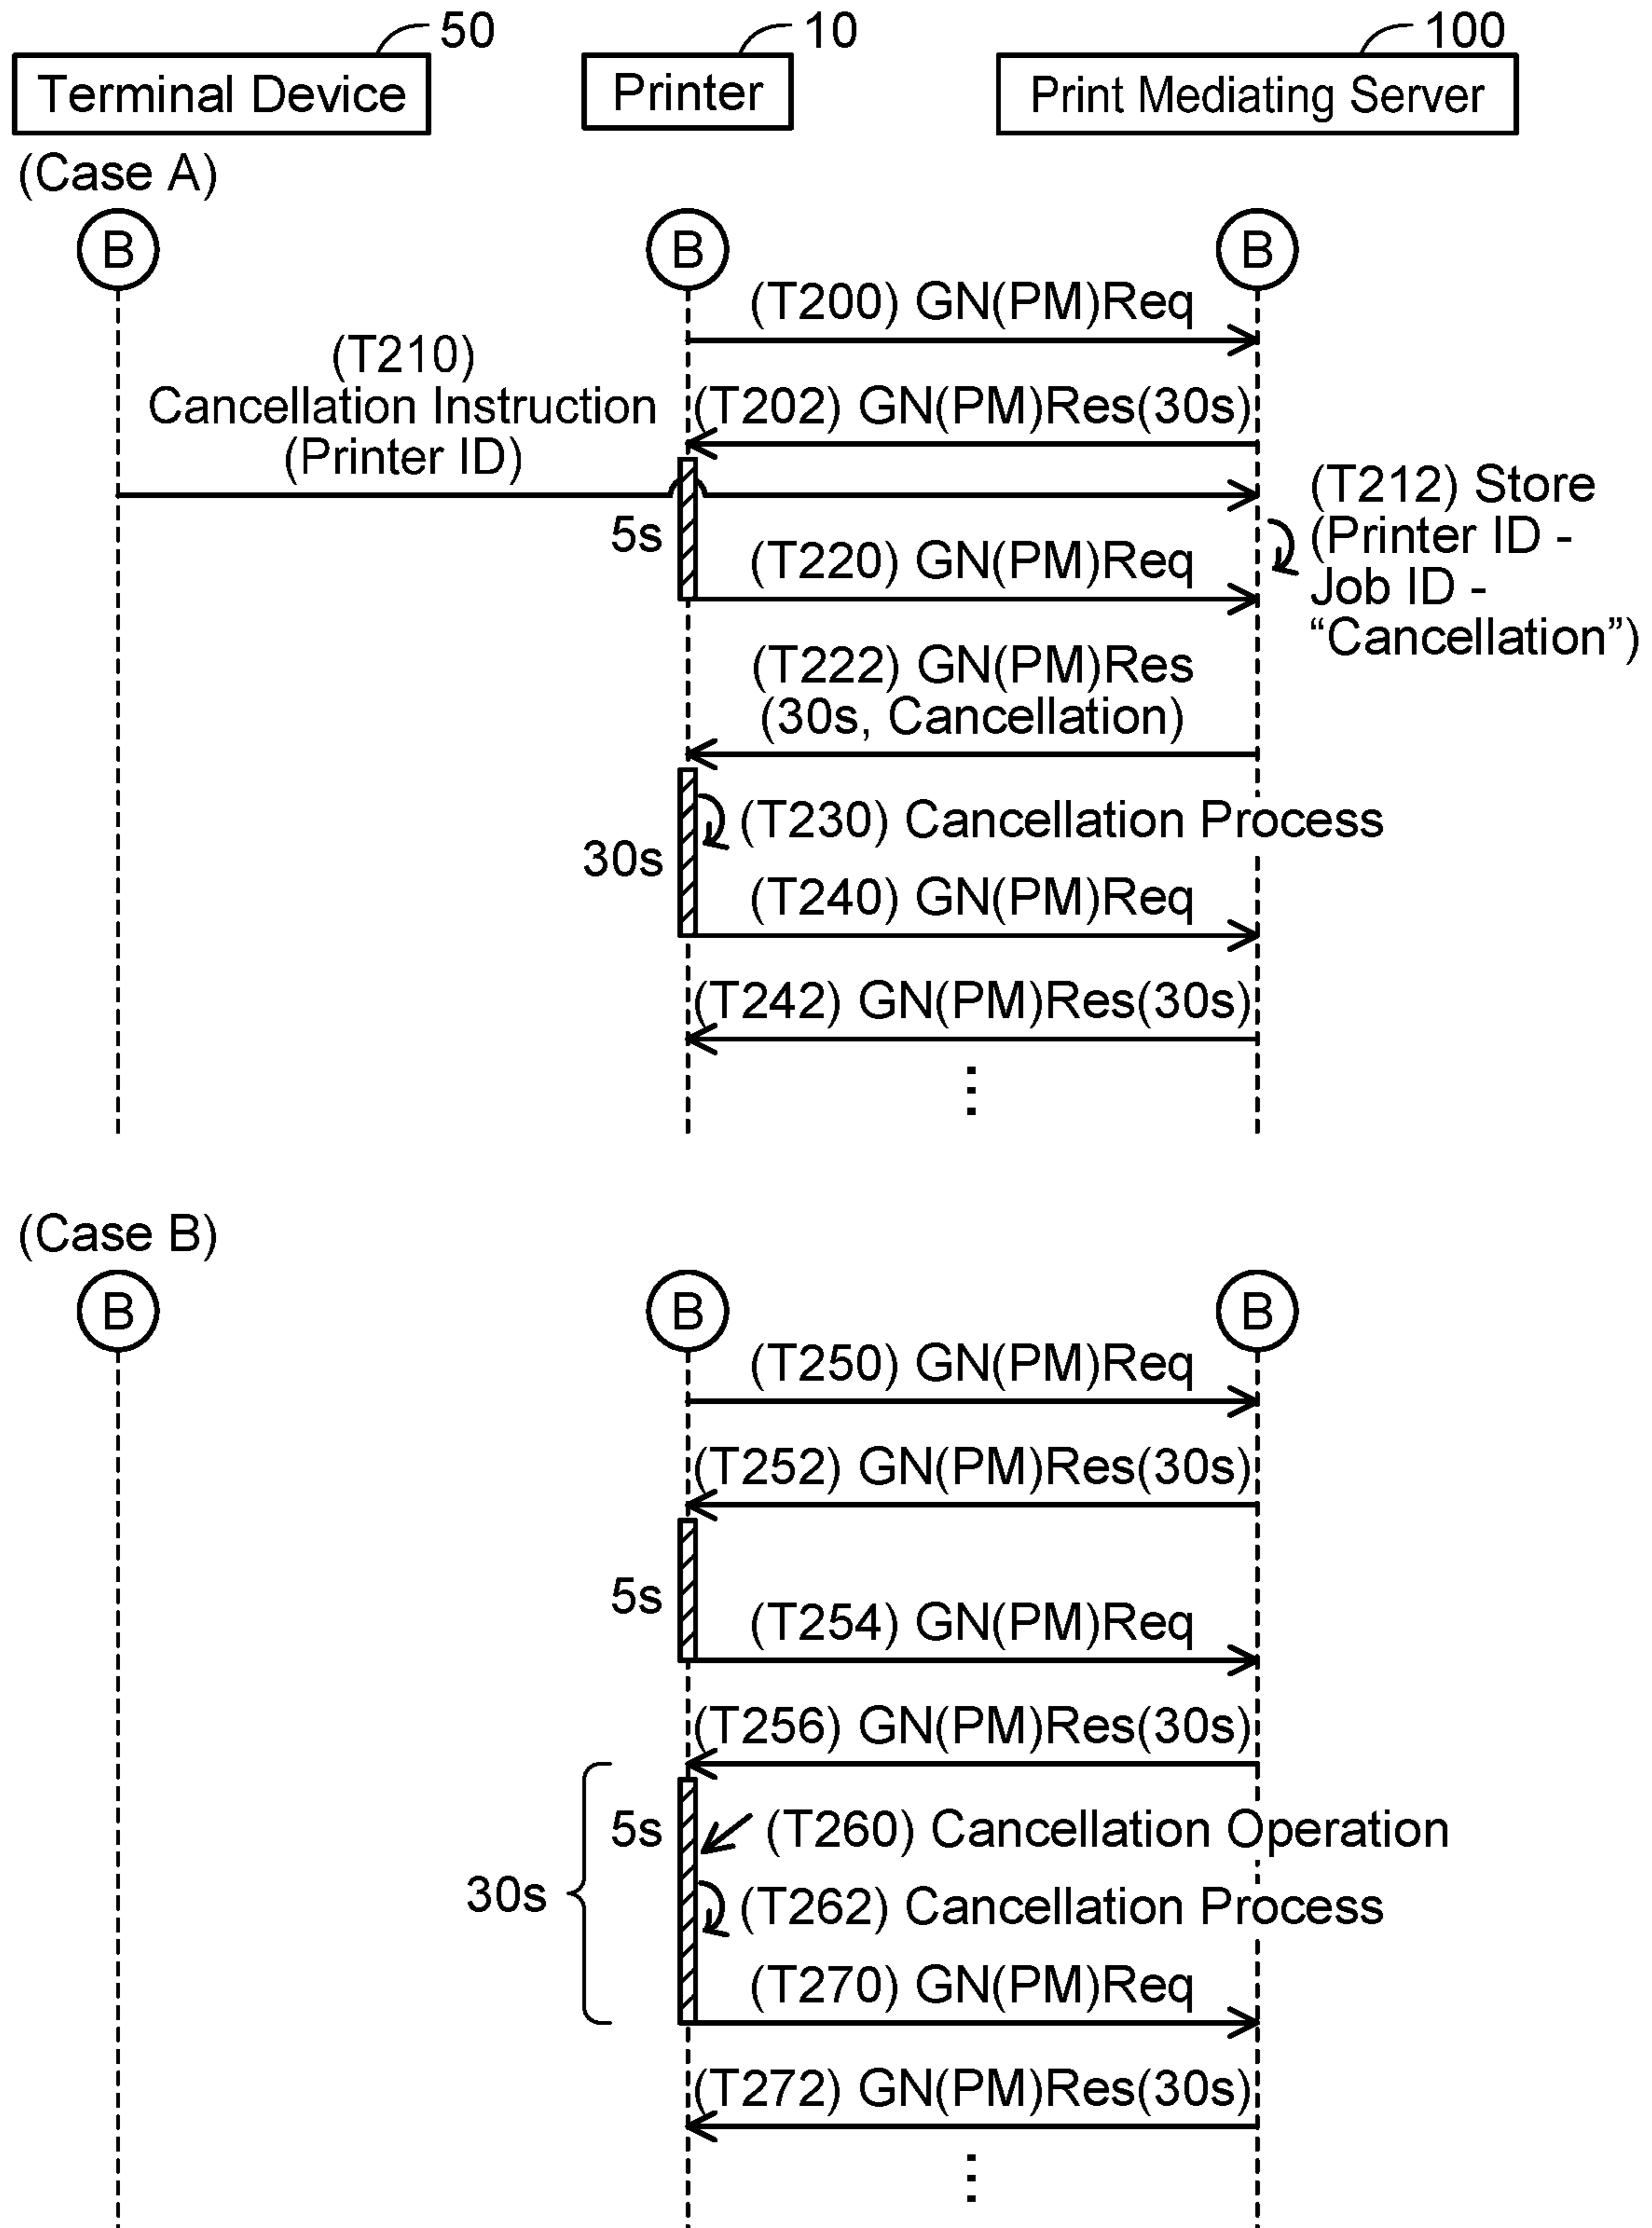 50
10
100
Terminal Device
Printer
Print Mediating Server
(Case A)
B
B
B
(T200) GN(PM)Req
(T210)
Cancellation Instruction
(Printer ID)
(T202) GN(PM)Res(30s)
(T212) Store
(Printer ID -
Job ID -
“Cancellation”)
5s
(T220) GN(PM)Req
(T222) GN(PM)Res
(30s, Cancellation)
(T230) Cancellation Process
30s
(T240) GN(PM)Req
(T242) GN(PM)Res(30s)
(Case B)
B
B
B
(T250) GN(PM)Req
(T252) GN(PM)Res(30s)
5s
(T254) GN(PM)Req
(T256) GN(PM)Res(30s)
5s
(T260) Cancellation Operation
30s
(T262) Cancellation Process
(T270) GN(PM)Req
(T272) GN(PM)Res(30s)